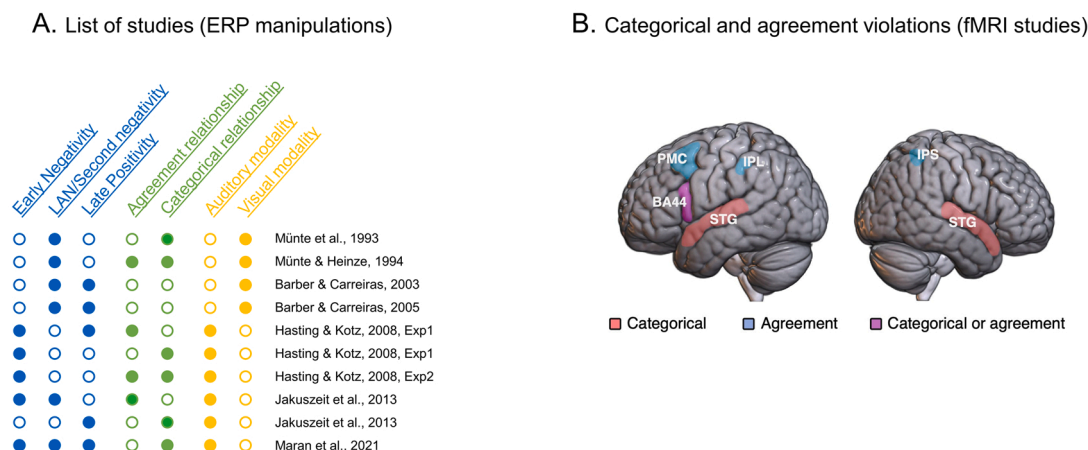 A. List of studies (ERP manipulations)
Early Negativity
LAN/Second negativity
Late Positivity
Agreement relationship
Categorical relationship
Auditory modality
Visual modality
Münte et al., 1993
Münte & Heinze, 1994
Barber & Carreiras, 2003
Barber & Carreiras, 2005
Hasting & Kotz, 2008, Exp1
Hasting & Kotz, 2008, Exp1
Hasting & Kotz, 2008, Exp2
Jakuszeit et al., 2013
Jakuszeit et al., 2013
Maran et al., 2021
B. Categorical and agreement violations (fMRI studies)
PMC
IPL
BA44
STG
IPS
STG
Categorical
Agreement
Categorical or agreement